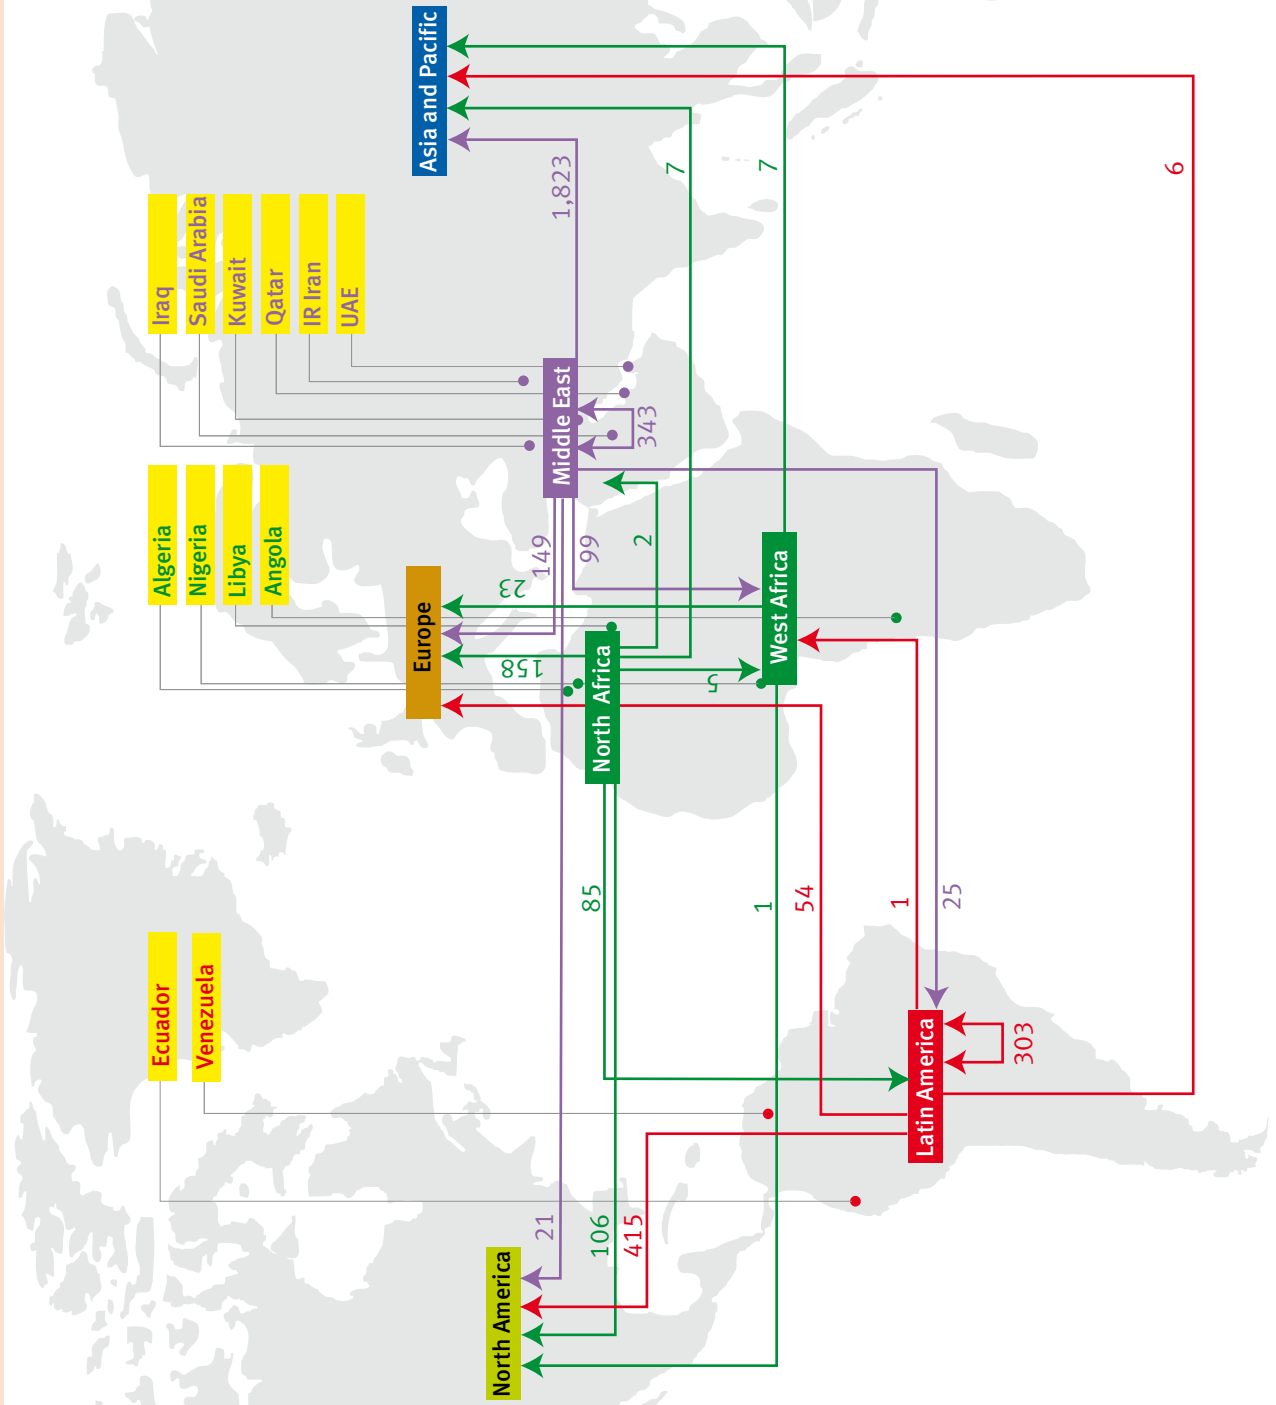 Ecuador
Venezuela
Algeria
Nigeria
Libya
Angola
Iraq
Saudi Arabia
Kuwait
Qatar
IR Iran
UAE
North America
Europe
Asia and Pacific
Middle East
North Africa
West Africa
Latin America
21
106
415
85
1
54
1
25
303
158
23
149
99
2
5
343
1,823
7
7
6